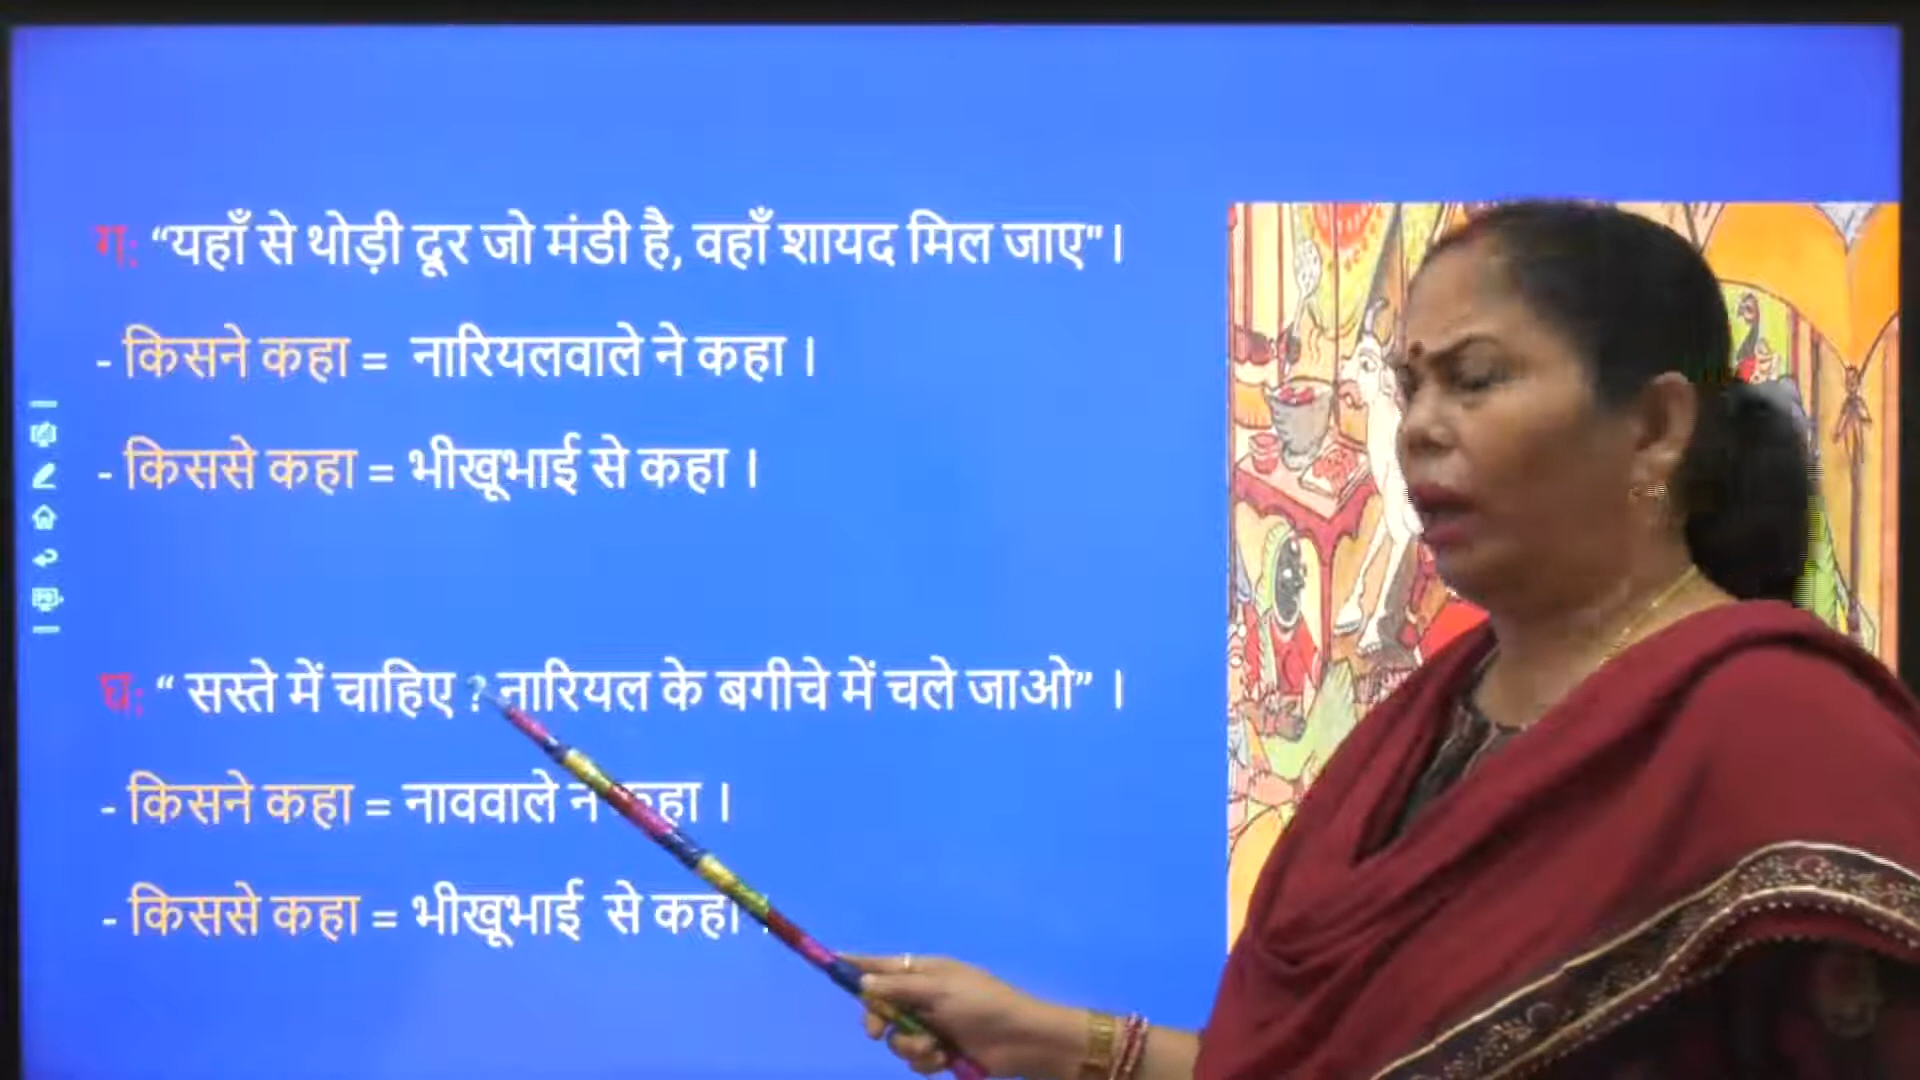 ग: “यहाँ से थोड़ी दूर जो मंडी है, वहाँ शायद मिल जाए"।
- किसने कहा = नारियलवाले ने कहा ।
- किससे कहा = भीखूभाई से कहा ।
घ: “ सस्ते में चाहिए ? नारियल के बगीचे में चले जाओ” ।
- किसने कहा = नाववाले ने कहा ।
- किससे कहा = भीखूभाई से कहा ।